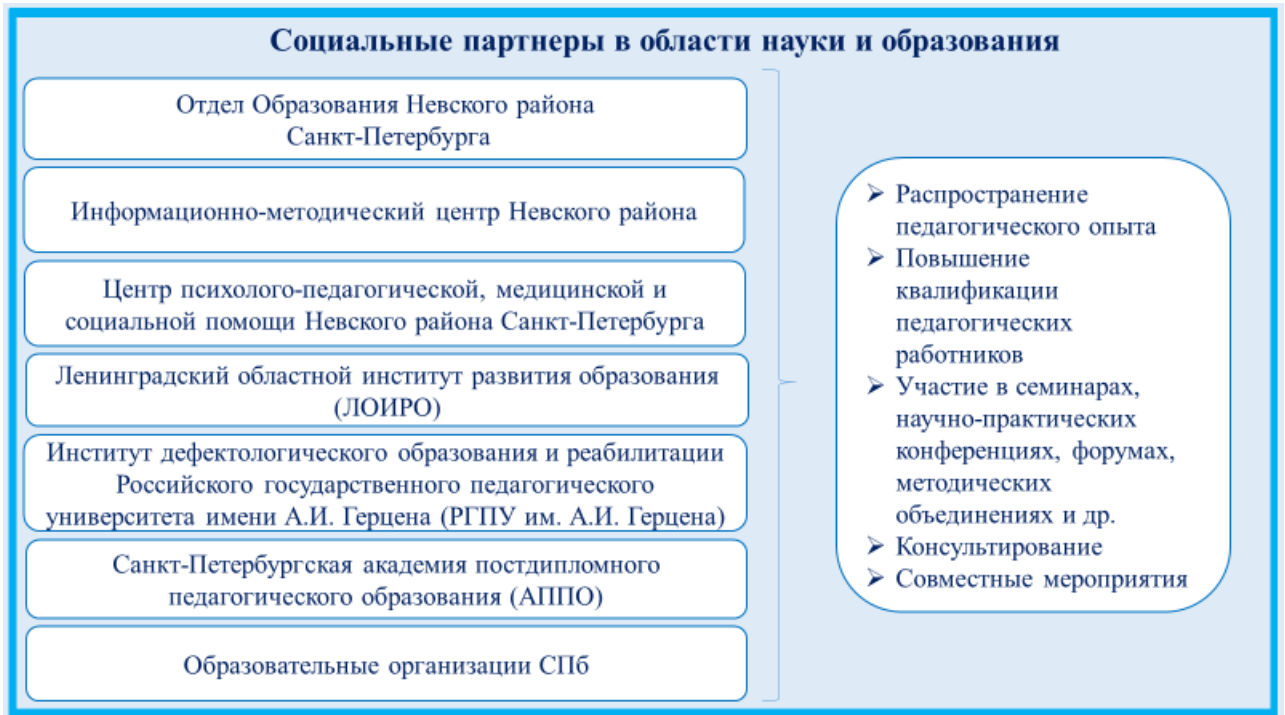 Социальные партнеры в области науки и образования
Отдел Образования Невского района
Санкт-Петербурга
Информационно-методический центр Невского района
Центр психолого-педагогической, медицинской и
социальной помощи Невского района Санкт-Петербурга
Ленинградский областной институт развития образования
(ЛОИРО)
Институт дефектологического образования и реабилитации
Российского государственного педагогического
университета имени А.И. Герцена (РГПУ им. А.И. Герцена)
Санкт-Петербургская академия постдипломного
педагогического образования (АППО)
Образовательные организации СПб
➢ Распространение
педагогического опыта
➢ Повышение
квалификации
педагогических
работников
➢ Участие в семинарах,
научно-практических
конференциях, форумах,
методических
объединениях и др.
➢ Консультирование
➢ Совместные мероприятия